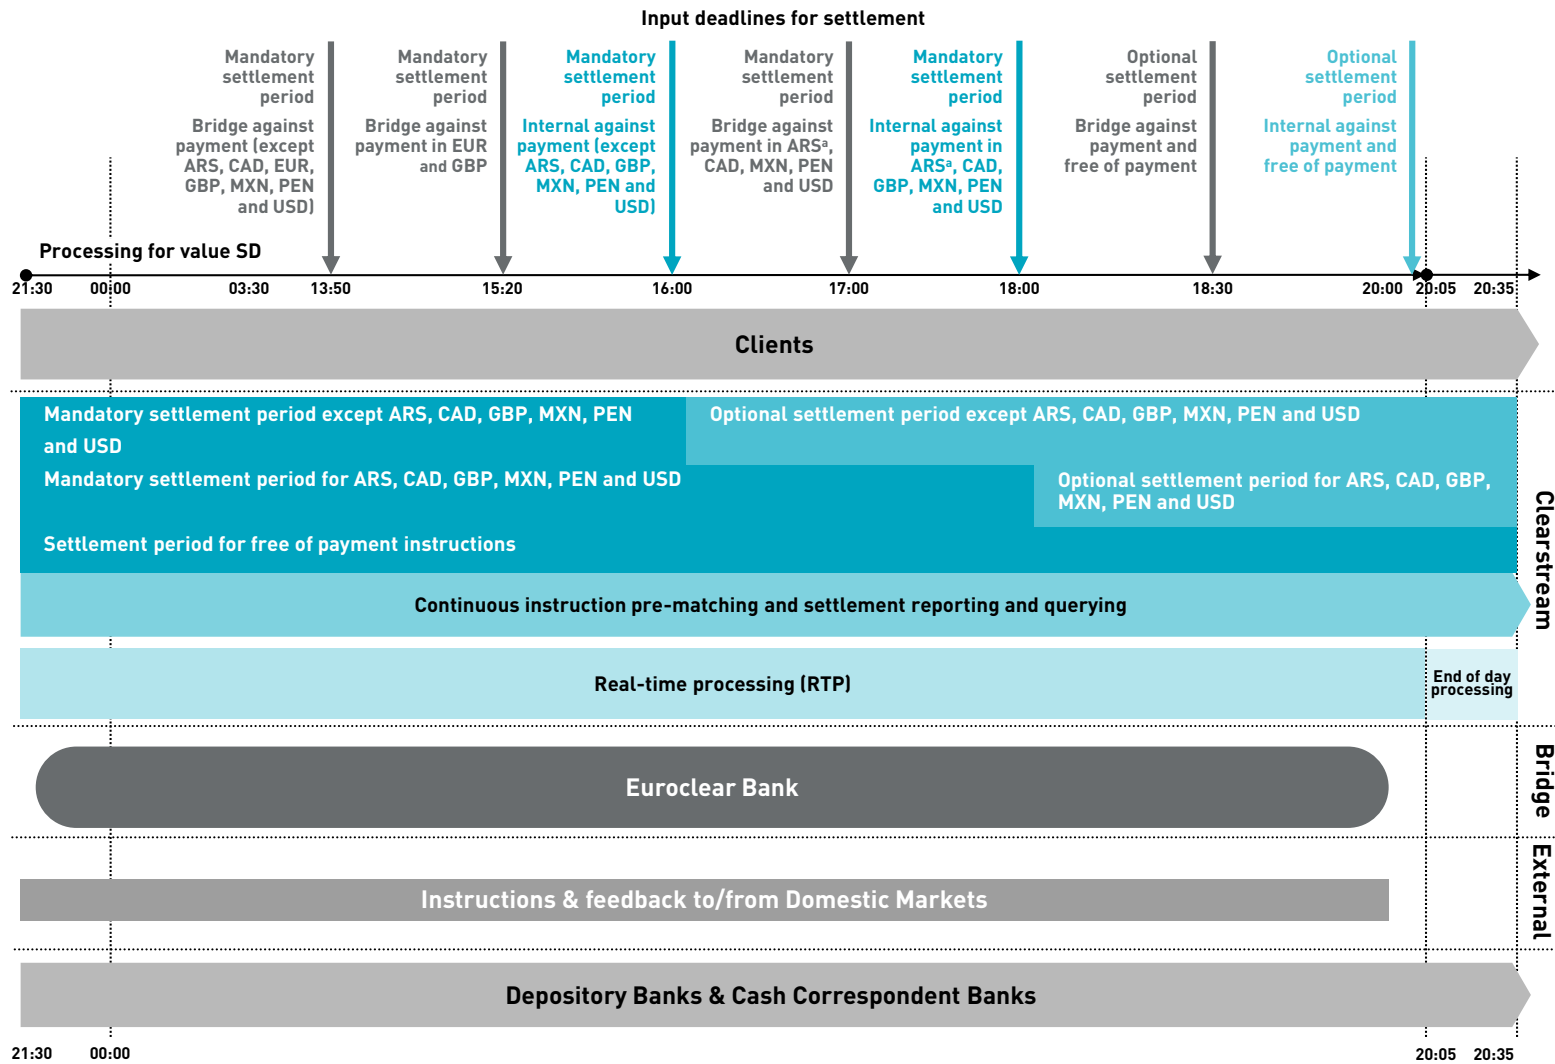 Input deadlines for settlement
Mandatory
settlement
period
Bridge against
payment (except
ARS, CAD, EUR,
GBP, MXN, PEN
and USD)
Mandatory
settlement
period
Bridge against
payment in EUR
and GBP
Mandatory
settlement
period
Internal against
payment (except
ARS, CAD, GBP,
MXN, PEN and
USD)
Mandatory
settlement
period
Bridge against
payment in ARSᵃ,
CAD, MXN, PEN
and USD
Mandatory
settlement
period
Internal against
payment in
ARSᵃ, CAD,
GBP, MXN, PEN
and USD
Optional
settlement
period
Bridge against
payment and
free of payment
Optional
settlement
period
Internal against
payment and
free of payment
Processing for value SD
21:30 00:00 03:30 13:50 15:20 16:00 17:00 18:00 18:30 20:00 20:05 20:35
Clients
Mandatory settlement period except ARS, CAD, GBP, MXN, PEN
and USD
Optional settlement period except ARS, CAD, GBP, MXN, PEN and USD
Mandatory settlement period for ARS, CAD, GBP, MXN, PEN and USD
Optional settlement period for ARS, CAD, GBP,
MXN, PEN and USD
Settlement period for free of payment instructions
Continuous instruction pre-matching and settlement reporting and querying
Real-time processing (RTP)
End of day
processing
Clearstream
Euroclear Bank
Bridge
Instructions & feedback to/from Domestic Markets
External
Depository Banks & Cash Correspondent Banks
21:30 00:00 20:05 20:35